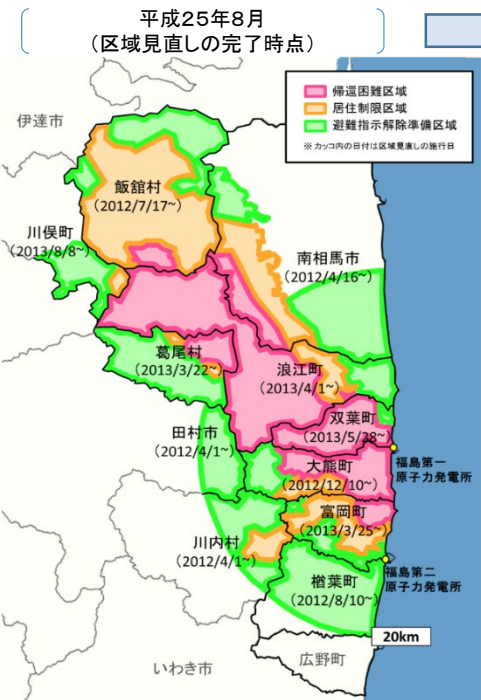 平成25年8月
(区域見直しの完了時点)
帰還困難区域
居住制限区域
避難指示解除準備区域
※ カッコ内の日付は区域見直しの施行日
伊達市
飯舘村
(2012/7/17~)
川俣町
(2013/8/8~)
南相馬市
(2012/4/16~)
葛尾村
(2013/3/22~)
浪江町
(2013/4/1~)
双葉町
(2013/5/28~)
田村市
(2012/4/1~)
大熊町
(2012/12/10~)
福島第一
原子力発電所
富岡町
(2013/3/25~)
川内村
(2012/4/1~)
福島第二
原子力発電所
楢葉町
(2012/8/10~)
20km
いわき市
広野町